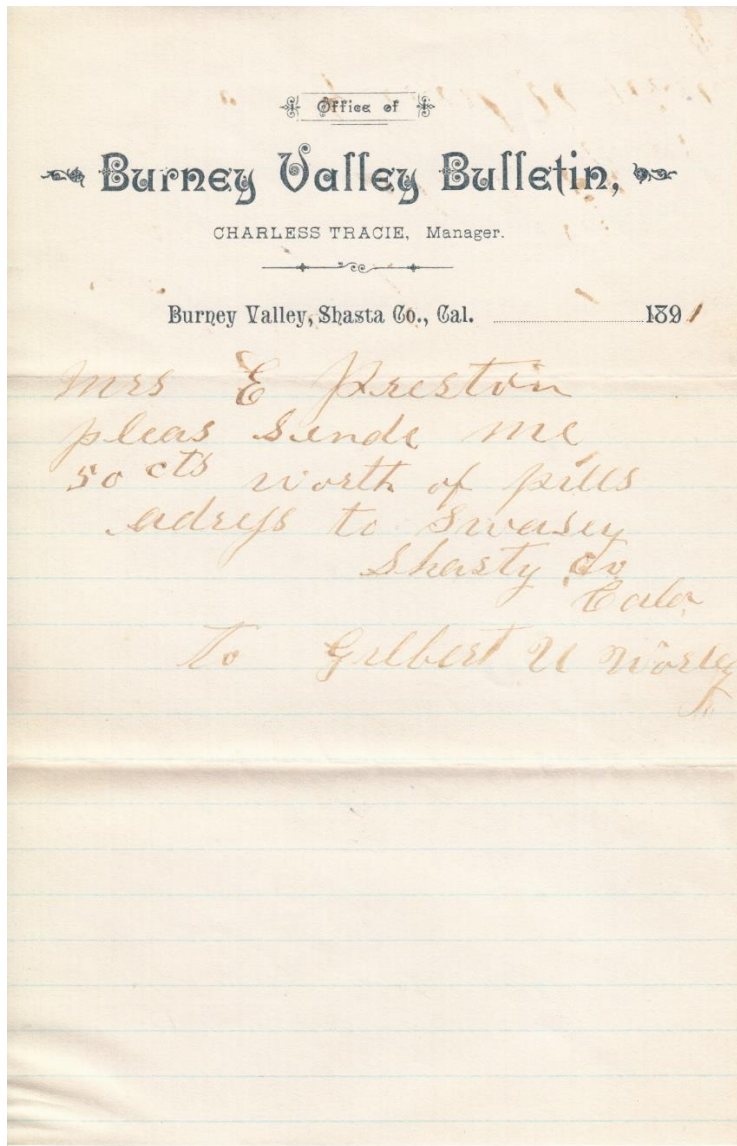 Office of
Burney Valley Bulletin,
CHARLESS TRACIE, Manager.
Burney Valley, Shasta Co., Cal. 1891
Mrs E Preston
pleas sende me
50 cts worth of pills
adress to Swasey
Shasty Co
Cala
to Gilbert U Worley